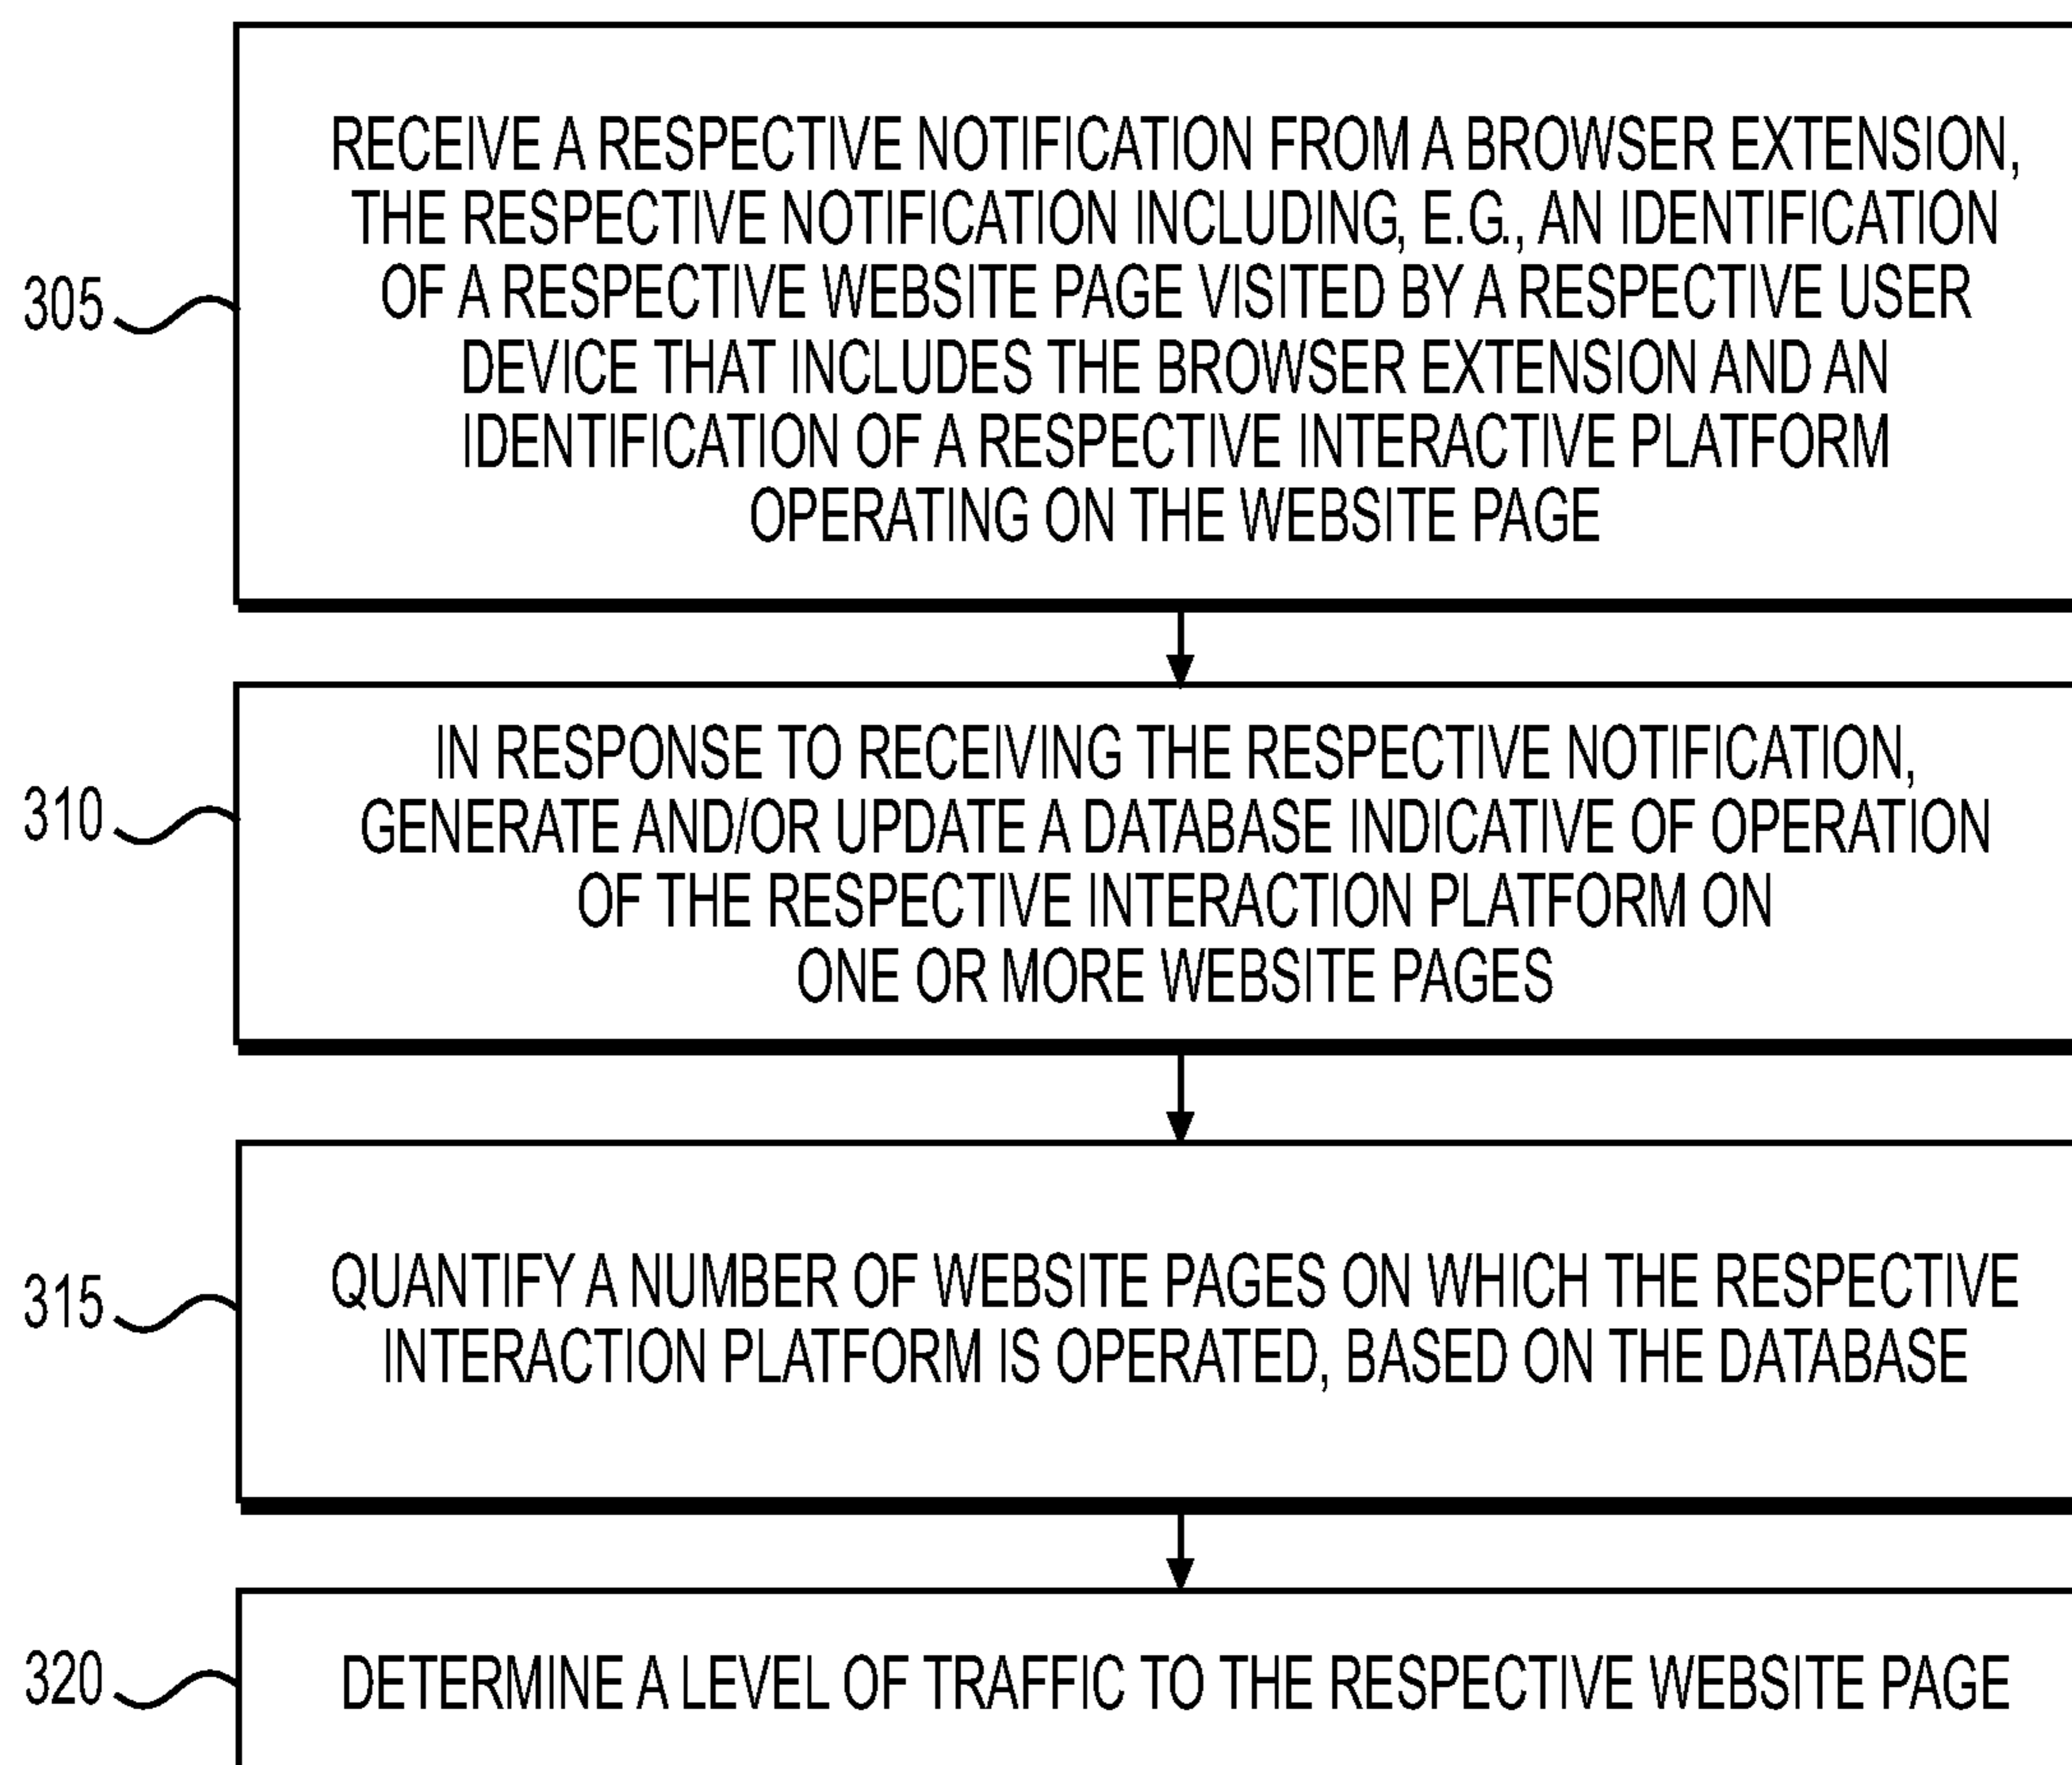 RECEIVE A RESPECTIVE NOTIFICATION FROM A BROWSER EXTENSION,
THE RESPECTIVE NOTIFICATION INCLUDING, E.G., AN IDENTIFICATION
OF A RESPECTIVE WEBSITE PAGE VISITED BY A RESPECTIVE USER
DEVICE THAT INCLUDES THE BROWSER EXTENSION AND AN
IDENTIFICATION OF A RESPECTIVE INTERACTIVE PLATFORM
OPERATING ON THE WEBSITE PAGE
305
IN RESPONSE TO RECEIVING THE RESPECTIVE NOTIFICATION,
GENERATE AND/OR UPDATE A DATABASE INDICATIVE OF OPERATION
OF THE RESPECTIVE INTERACTION PLATFORM ON
ONE OR MORE WEBSITE PAGES
310
QUANTIFY A NUMBER OF WEBSITE PAGES ON WHICH THE RESPECTIVE
INTERACTION PLATFORM IS OPERATED, BASED ON THE DATABASE
315
DETERMINE A LEVEL OF TRAFFIC TO THE RESPECTIVE WEBSITE PAGE
320